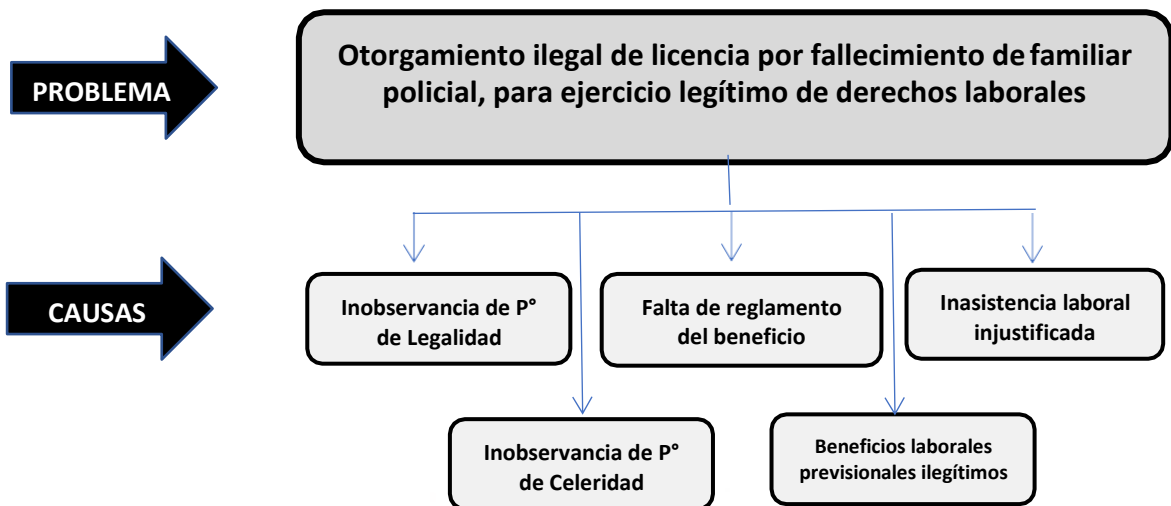 PROBLEMA
Otorgamiento ilegal de licencia por fallecimiento de familiar
policial, para ejercicio legítimo de derechos laborales
CAUSAS
Inobservancia de P°
de Legalidad
Falta de reglamento
del beneficio
Inasistencia laboral
injustificada
Inobservancia de P°
de Celeridad
Beneficios laborales
previsionales ilegítimos